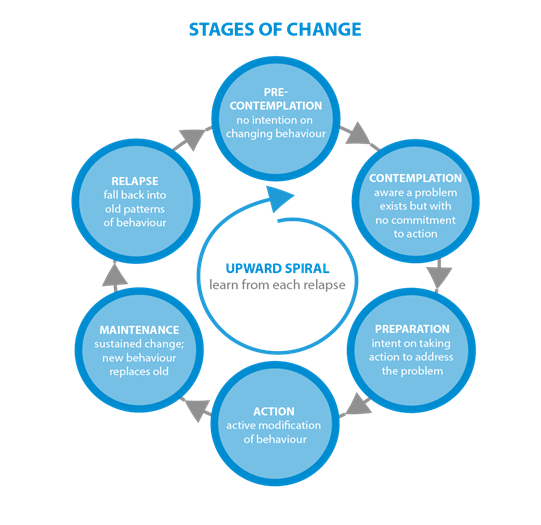 STAGES OF CHANGE
PRE-
CONTEMPLATION
no intention on
changing behaviour
CONTEMPLATION
aware a problem
exists but with
no commitment
to action
PREPARATION
intent on taking
action to address
the problem
ACTION
active modification
of behaviour
MAINTENANCE
sustained change;
new behaviour
replaces old
RELAPSE
fall back into
old patterns
of behaviour
UPWARD SPIRAL
learn from each relapse